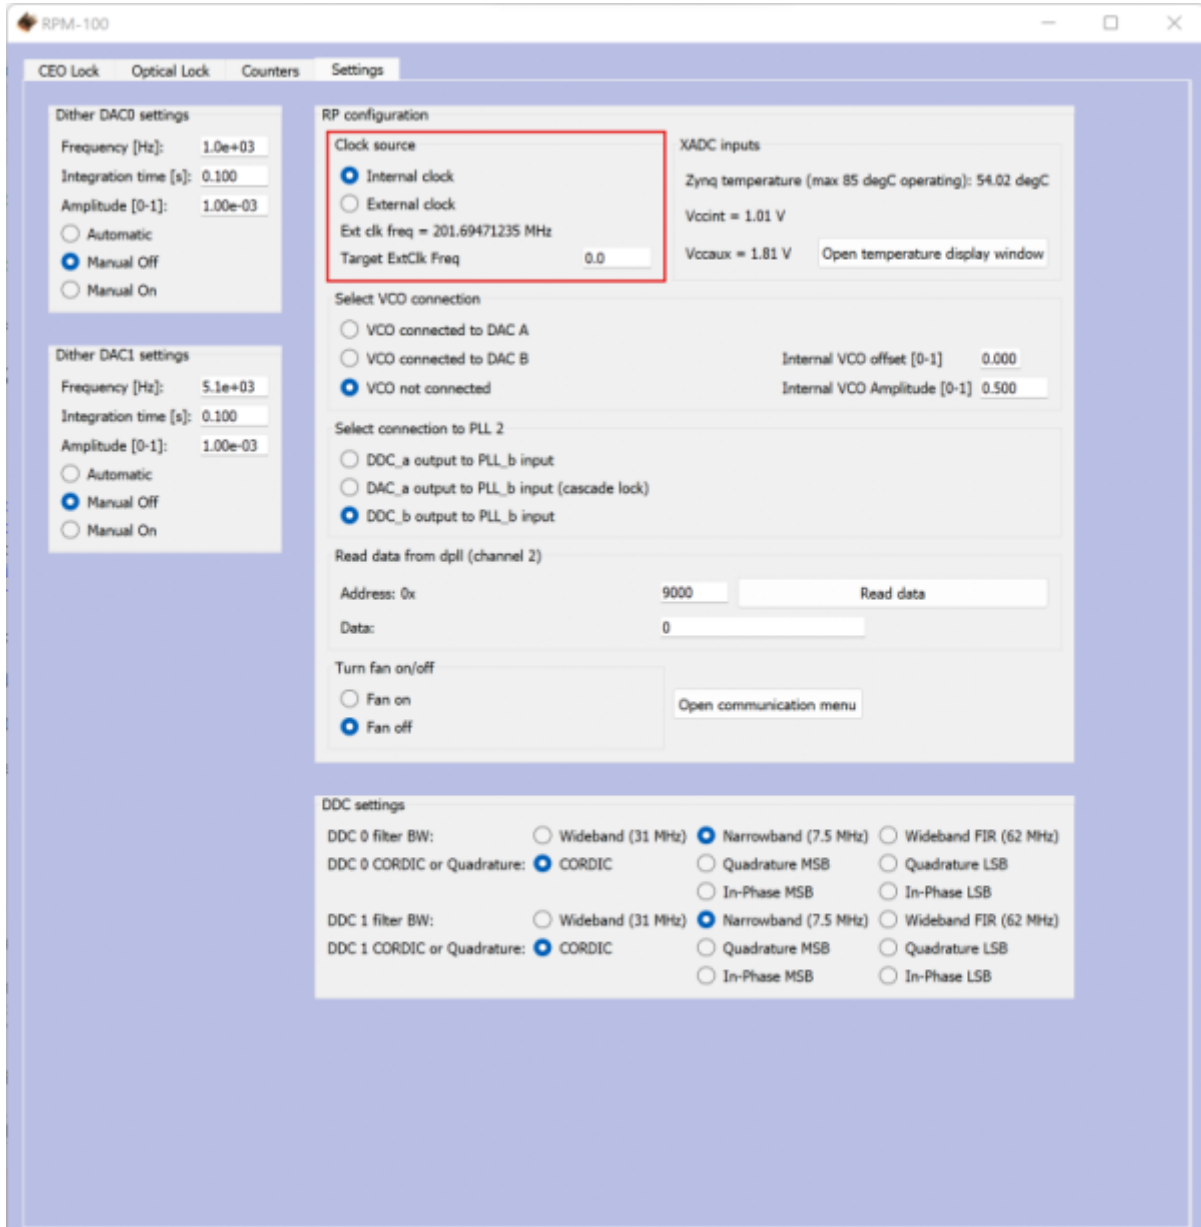 RPM-100
CEO Lock Optical Lock Counters Settings
Dither DAC0 settings
Frequency [Hz]: 1.0e+03
Integration time [s]: 0.100
Amplitude [0-1]: 1.00e-03
Automatic
Manual Off
Manual On
Dither DAC1 settings
Frequency [Hz]: 5.1e+03
Integration time [s]: 0.100
Amplitude [0-1]: 1.00e-03
Automatic
Manual Off
Manual On
RP configuration
Clock source
Internal clock
External clock
Ext clk freq = 201.69471235 MHz
Target ExtClk Freq 0.0
XADC inputs
Zynq temperature (max 85 degC operating): 54.02 degC
Vccint = 1.01 V
Vccaux = 1.81 V Open temperature display window
Select VCO connection
VCO connected to DAC A
VCO connected to DAC B Internal VCO offset [0-1] 0.000
VCO not connected Internal VCO Amplitude [0-1] 0.500
Select connection to PLL 2
DDC_a output to PLL_b input
DAC_a output to PLL_b input (cascade lock)
DDC_b output to PLL_b input
Read data from dpll (channel 2)
Address: 0x 9000 Read data
Data: 0
Turn fan on/off
Fan on
Fan off
Open communication menu
DDC settings
DDC 0 filter BW: Wideband (31 MHz) Narrowband (7.5 MHz) Wideband FIR (62 MHz)
DDC 0 CORDIC or Quadrature: CORDIC Quadrature MSB Quadrature LSB
In-Phase MSB In-Phase LSB
DDC 1 filter BW: Wideband (31 MHz) Narrowband (7.5 MHz) Wideband FIR (62 MHz)
DDC 1 CORDIC or Quadrature: CORDIC Quadrature MSB Quadrature LSB
In-Phase MSB In-Phase LSB